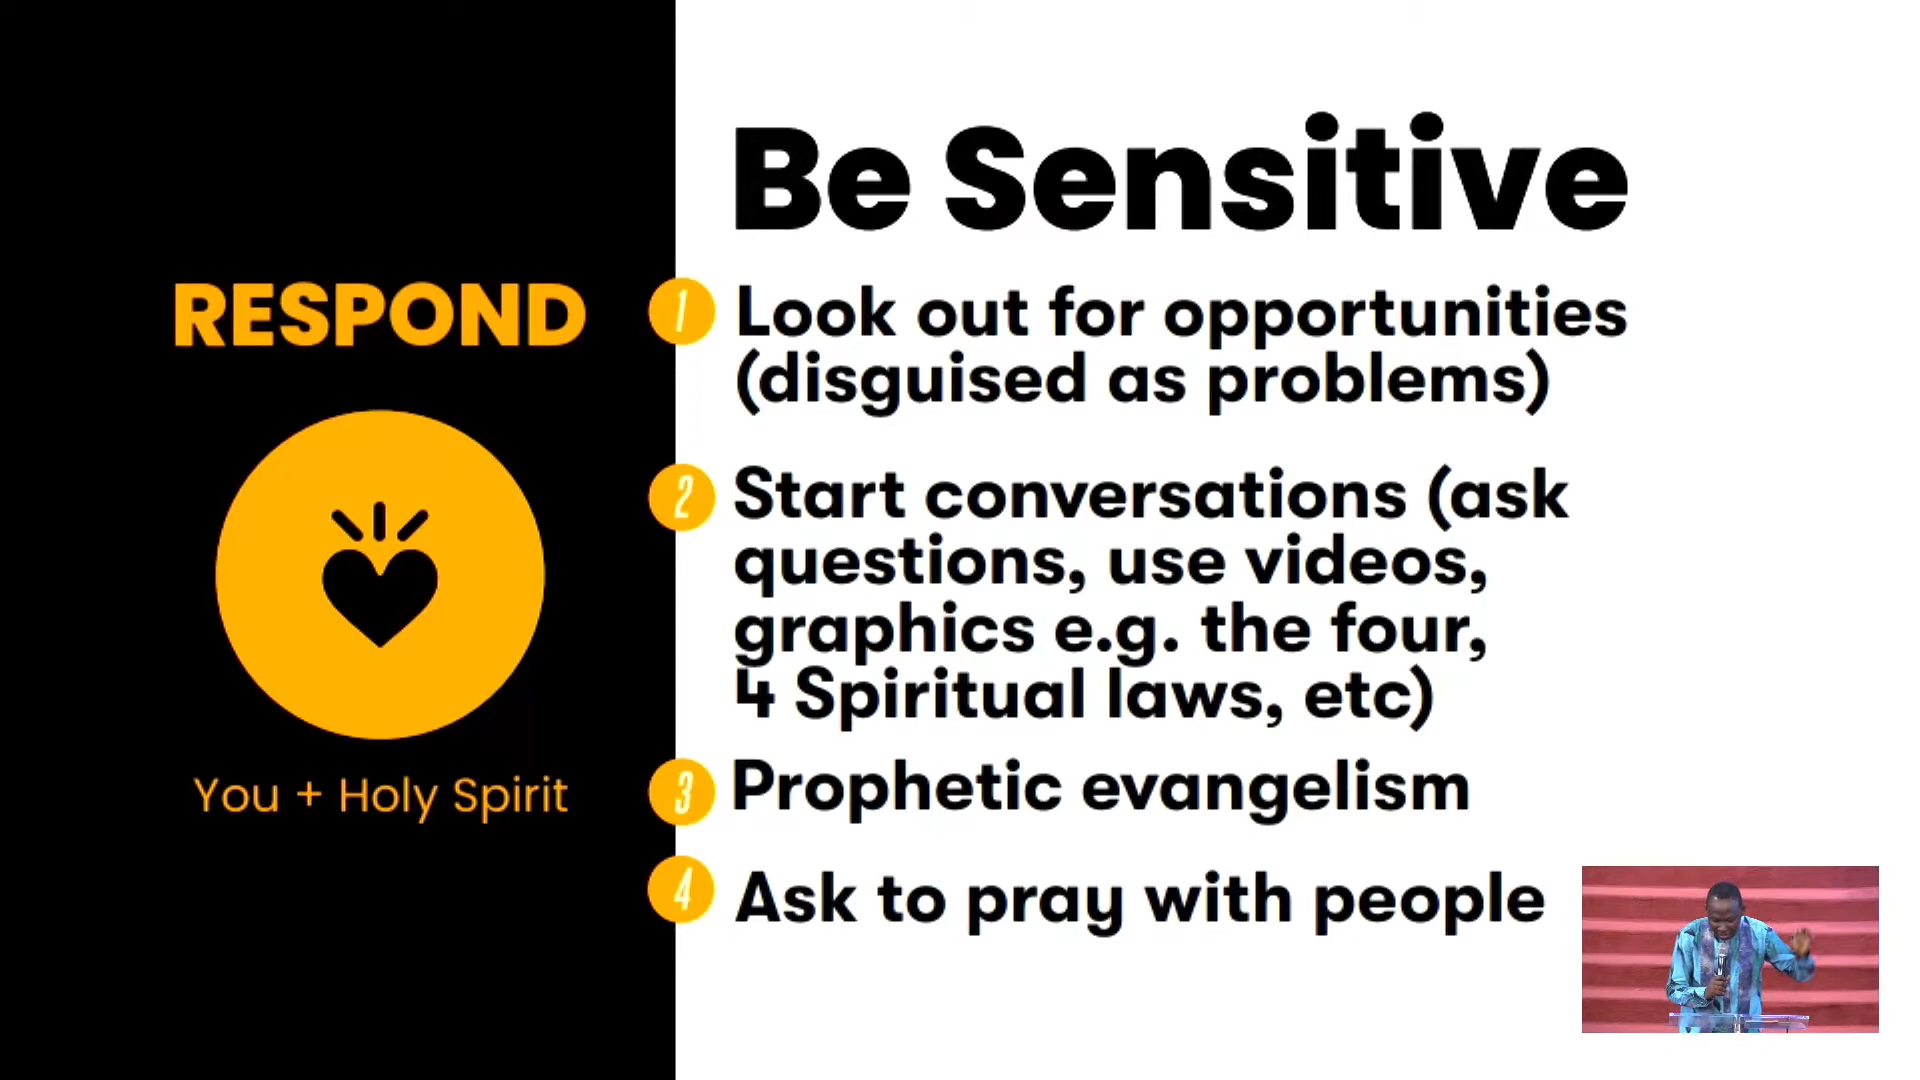 RESPOND
You + Holy Spirit
Be Sensitive
1 Look out for opportunities
(disguised as problems)
2 Start conversations (ask
questions, use videos,
graphics e.g. the four,
4 Spiritual laws, etc)
3 Prophetic evangelism
4 Ask to pray with people